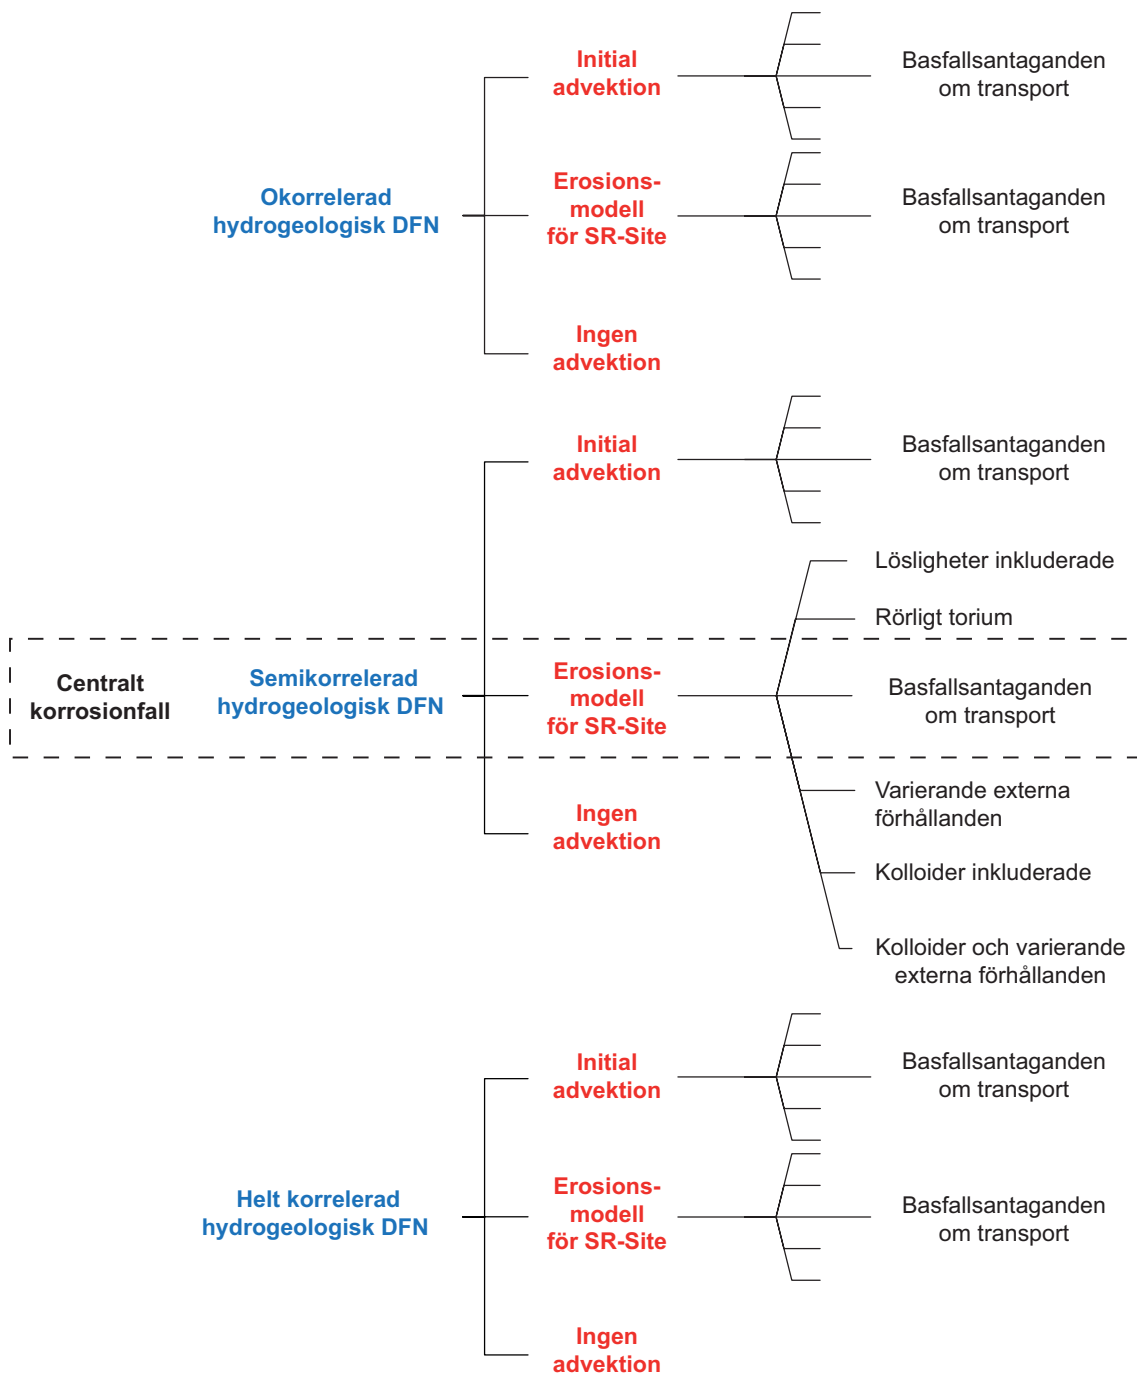 Initial
advektion
Basfallsantaganden
om transport
Okorrelerad
hydrogeologisk DFN
Erosions-
modell
för SR-Site
Basfallsantaganden
om transport
Ingen
advektion
Initial
advektion
Basfallsantaganden
om transport
Lösligheter inkluderade
Rörligt torium
Centralt
korrosionfall
Semikorrelerad
hydrogeologisk DFN
Erosions-
modell
för SR-Site
Basfallsantaganden
om transport
Ingen
advektion
Varierande externa
förhållanden
Kolloider inkluderade
Kolloider och varierande
externa förhållanden
Initial
advektion
Basfallsantaganden
om transport
Helt korrelerad
hydrogeologisk DFN
Erosions-
modell
för SR-Site
Basfallsantaganden
om transport
Ingen
advektion